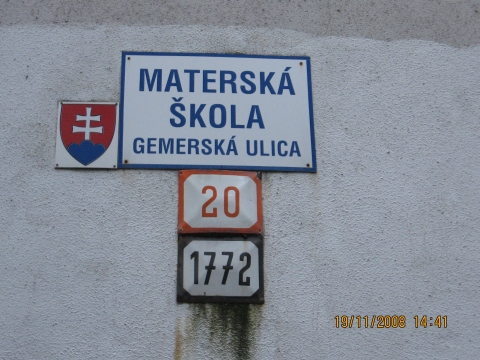 MATERSKÁ
ŠKOLA
GEMERSKÁ ULICA
20
1772
19/11/2008 14:41